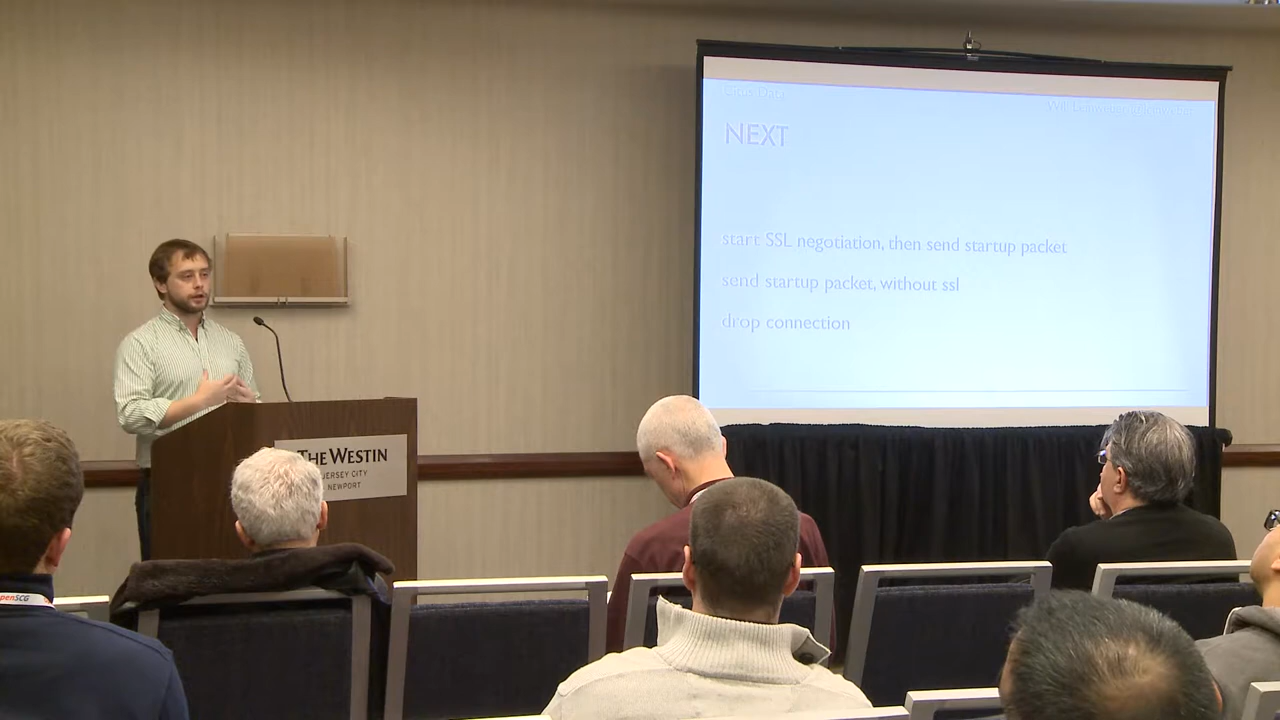 NEXT
start SSL negotiation, then send startup packet
send startup packet, without ssl
drop connection
THE WESTIN
JERSEY CITY
NEWPORT
openSCG